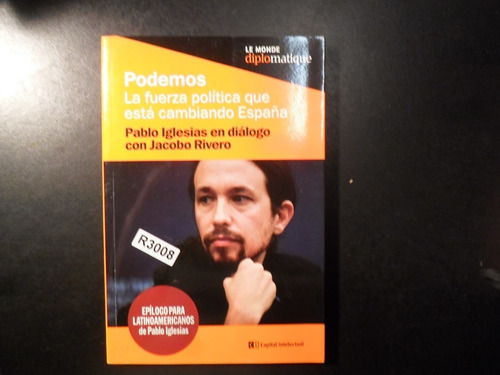 LE MONDE
diplomatique
Podemos
La fuerza política que
está cambiando España
Pablo Iglesias en diálogo
con Jacobo Rivero
R3008
EPÍLOGO PARA
LATINOAMERICANOS
de Pablo Iglesias
CI Capital Intelectual